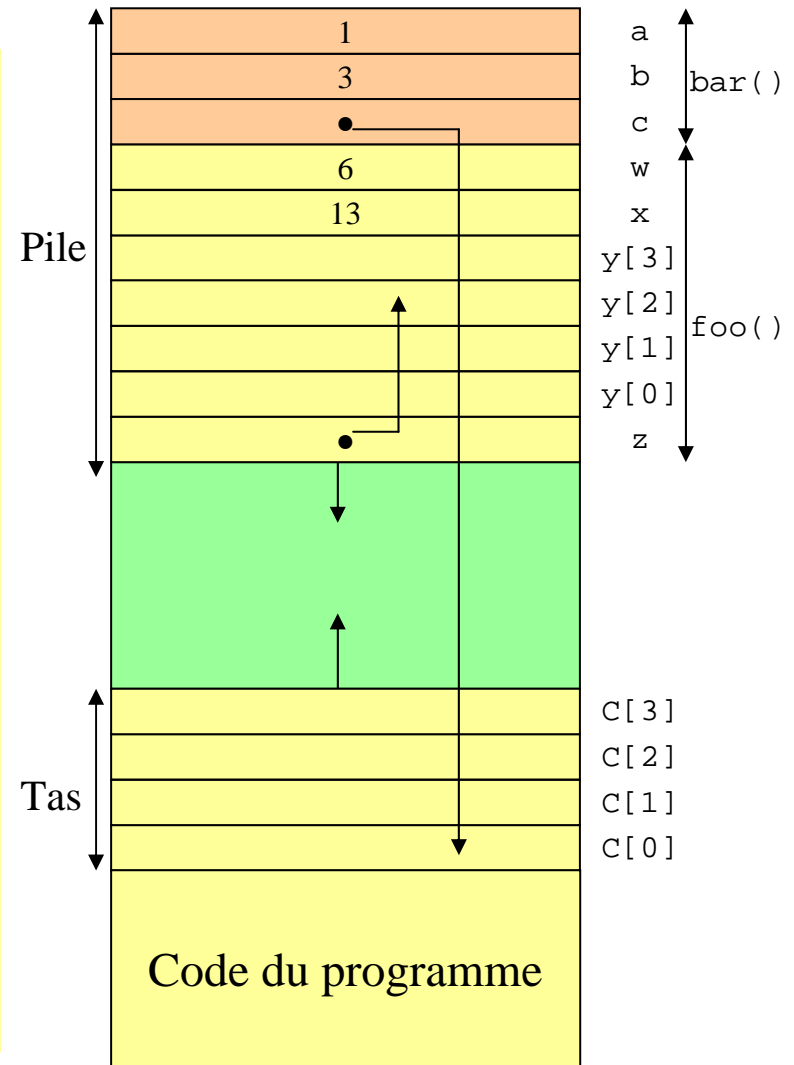 1 a
3 b bar()
c
6 w
13 x
Pile
y[3]
y[2]
foo()
y[1]
y[0]
z
C[3]
C[2]
Tas
C[1]
C[0]
Code du programme